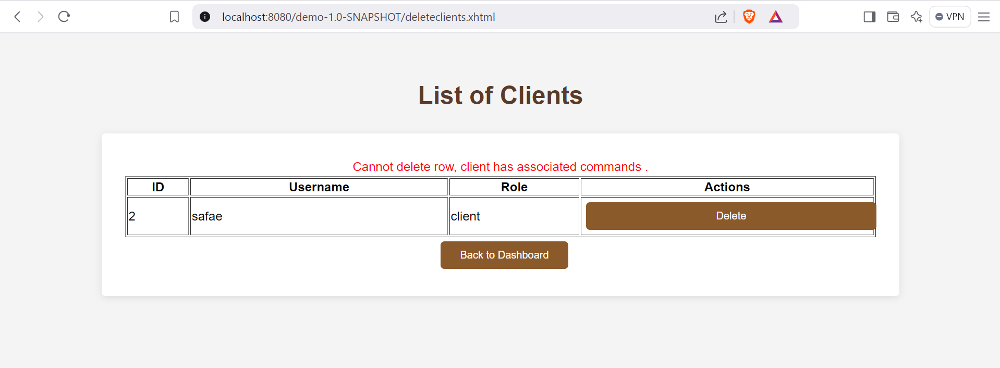 localhost:8080/demo-1.0-SNAPSHOT/deleteclients.xhtml
VPN
List of Clients
Cannot delete row, client has associated commands .
ID Username Role Actions
2 safae client Delete
Back to Dashboard